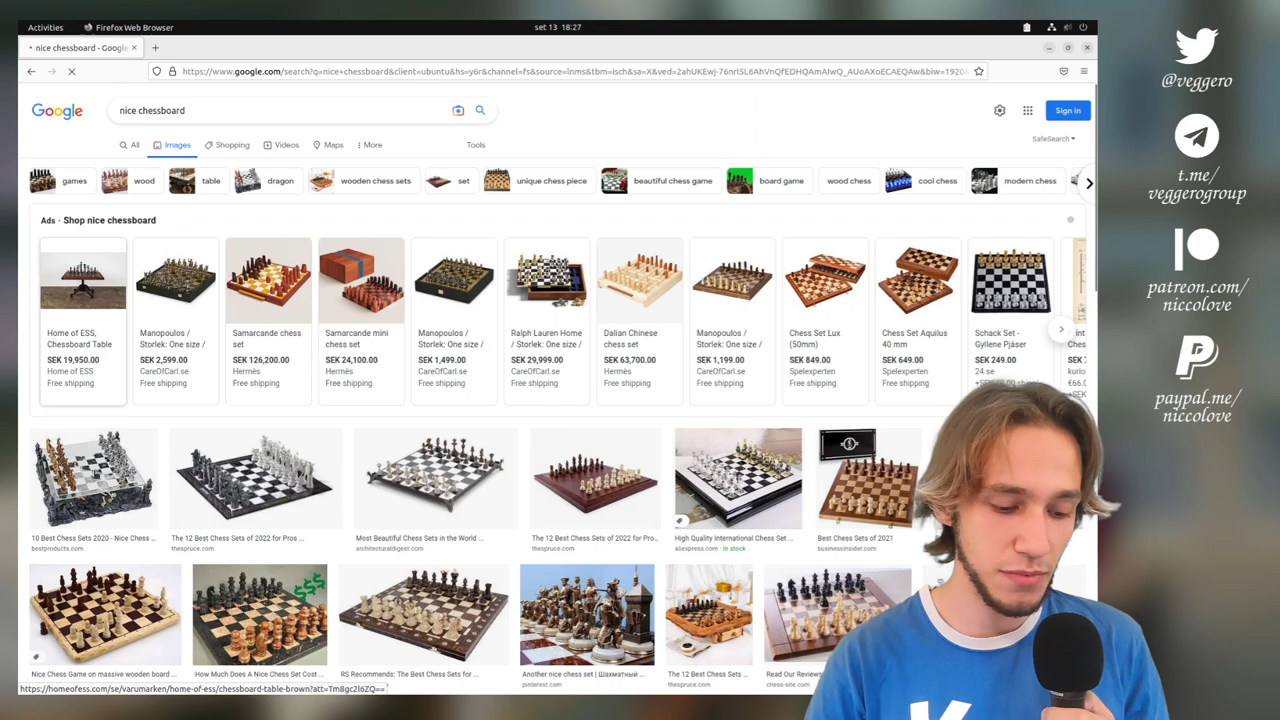 Activities
Firefox Web Browser
set 13 18:27
nice chessboard - Google
https://www.google.com/search?q=nice+chessboard&client=ubuntu&hs=y6r&channel=fs&source=lnms&tbm=isch&sa=X&ved=
Google
nice chessboard
Sign in
All
Images
Shopping
Videos
Maps
More
Tools
SafeSearch
games
wood
table
dragon
wooden chess sets
set
unique chess piece
beautiful chess game
board game
wood chess
cool chess
modern chess
Ads · Shop nice chessboard
Home of ESS,
Chessboard Table
SEK 19,950.00
Home of ESS
Free shipping
Manopoulos /
Storlek: One size /
SEK 2,599.00
CareOfCarl.se
Free shipping
Samarcande chess
set
SEK 126,200.00
Hermès
Free shipping
Samarcande mini
chess set
SEK 24,100.00
Hermès
Free shipping
Manopoulos /
Storlek: One size /
SEK 1,499.00
CareOfCarl.se
Free shipping
Ralph Lauren Home
/ Storlek: One size /
SEK 29,999.00
CareOfCarl.se
Free shipping
Dalian Chinese
chess set
SEK 63,700.00
Hermès
Free shipping
Manopoulos /
Storlek: One size /
SEK 1,199.00
CareOfCarl.se
Free shipping
Chess Set Lux
(50mm)
SEK 849.00
Spelexperten
Free shipping
Chess Set Aquilus
40 mm
SEK 649.00
Spelexperten
Free shipping
Schack Set -
Gyllene Pjäser
SEK 249.00
24.se
10 Best Chess Sets 2020 - Nice Chess ...
bestproducts.com
The 12 Best Chess Sets of 2022 for Pros ...
thespruce.com
Most Beautiful Chess Sets in the World ...
architecturaldigest.com
The 12 Best Chess Sets of 2022 for Pro...
thespruce.com
High Quality International Chess Set ...
aliexpress.com · In stock
Best Chess Sets of 2021
businessinsider.com
$$$
Nice Chess Game on massive wooden board ...
How Much Does A Nice Chess Set Cost ...
RS Recommends: The Best Chess Sets for ...
Another nice chess set | Шахматный ...
pinterest.com
The 12 Best Chess Sets ...
thespruce.com
Read Our Reviews
chess-site.com
https://homeofess.com/se/varumarken/home-of-ess/chessboard-table-brown?att=Tm8gc2l6ZQ==
@veggero
t.me/
veggerogroup
patreon.com/
niccolove
paypal.me/
niccolove